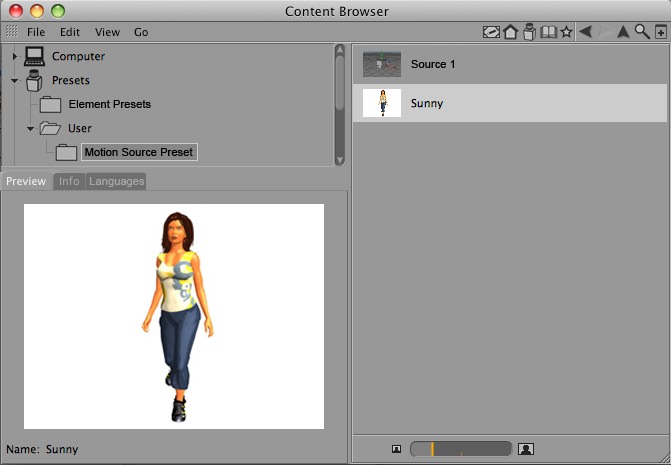 Content Browser
File Edit View Go
Computer
Presets
Element Presets
User
Motion Source Preset
Preview Info Languages
Name: Sunny
Source 1
Sunny